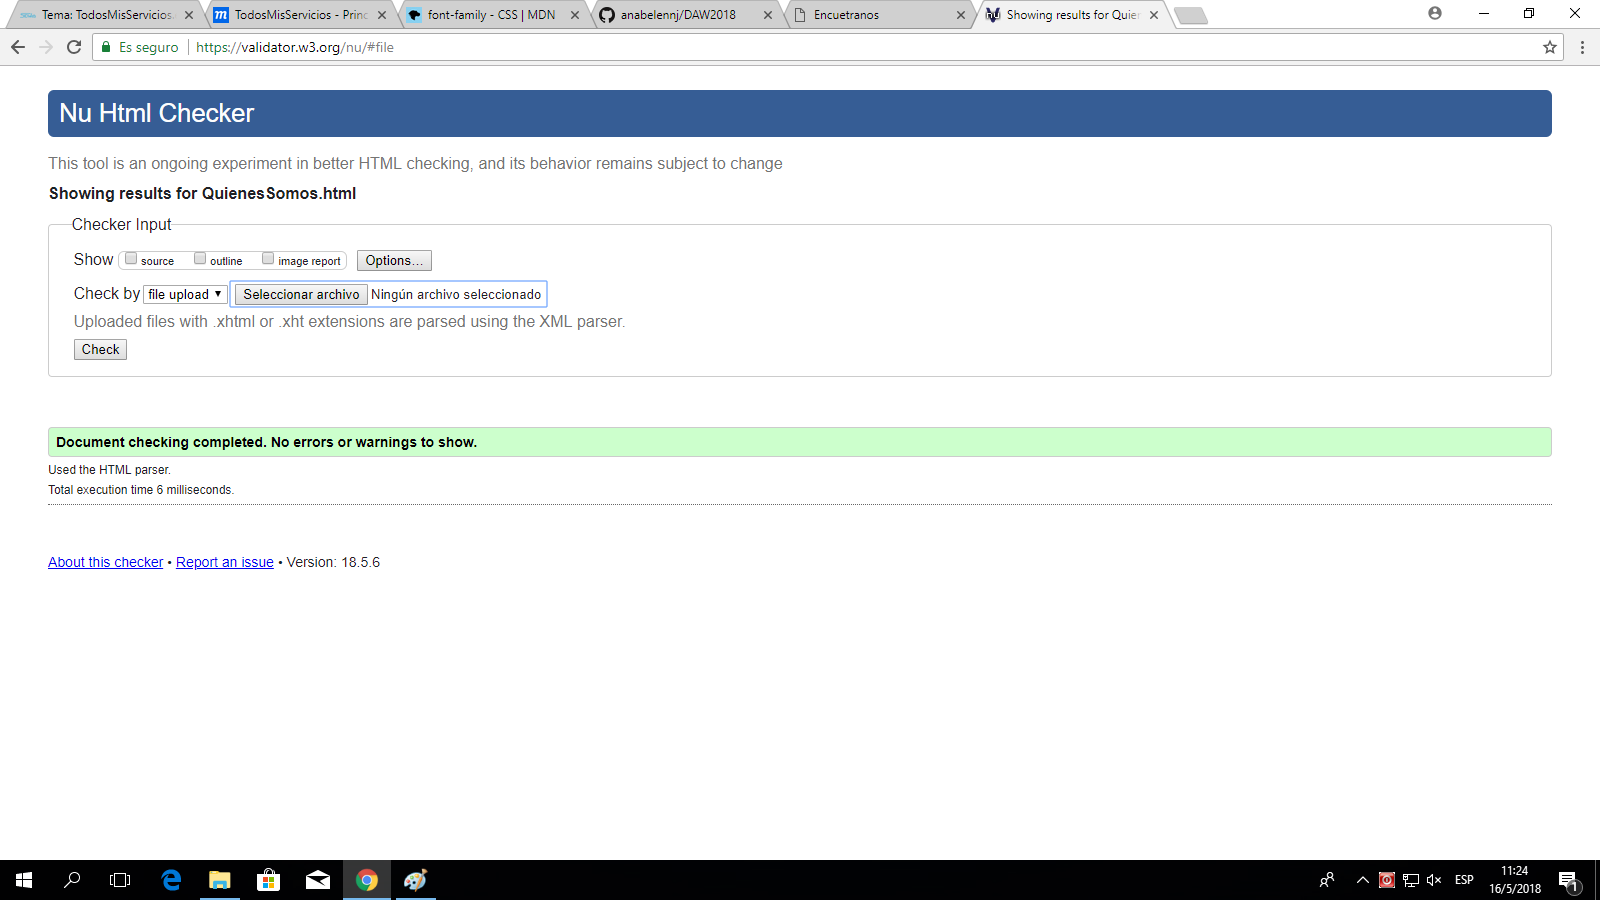 Tema: TodosMisServicios.
TodosMisServicios - Princ
font-family - CSS | MDN
anabelennj/DAW2018
Encuetranos
Showing results for Quien
Es seguro
https://validator.w3.org/nu/#file
Nu Html Checker
This tool is an ongoing experiment in better HTML checking, and its behavior remains subject to change
Showing results for QuienesSomos.html
Checker Input
Show source outline image report Options...
Check by file upload Seleccionar archivo Ningún archivo seleccionado
Uploaded files with .xhtml or .xht extensions are parsed using the XML parser.
Check
Document checking completed. No errors or warnings to show.
Used the HTML parser.
Total execution time 6 milliseconds.
About this checker • Report an issue • Version: 18.5.6
ESP
11:24
16/5/2018
1